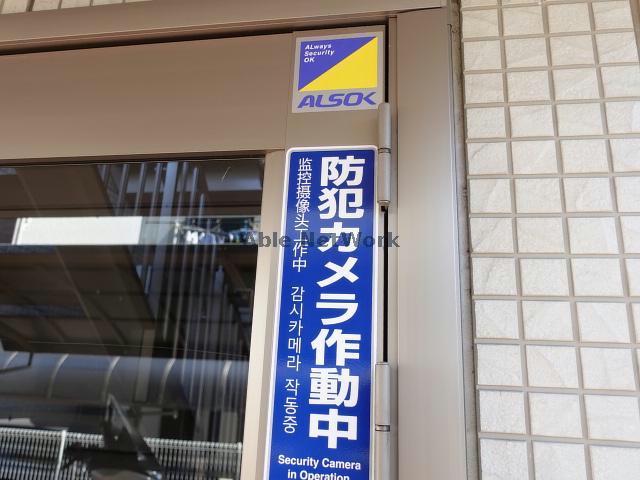 ALways
Security
OK
ALSOK
防犯カメラ作動中
监控摄像头工作中 감시카메라 작동중
Security Camera
in Operation
Able NetWork